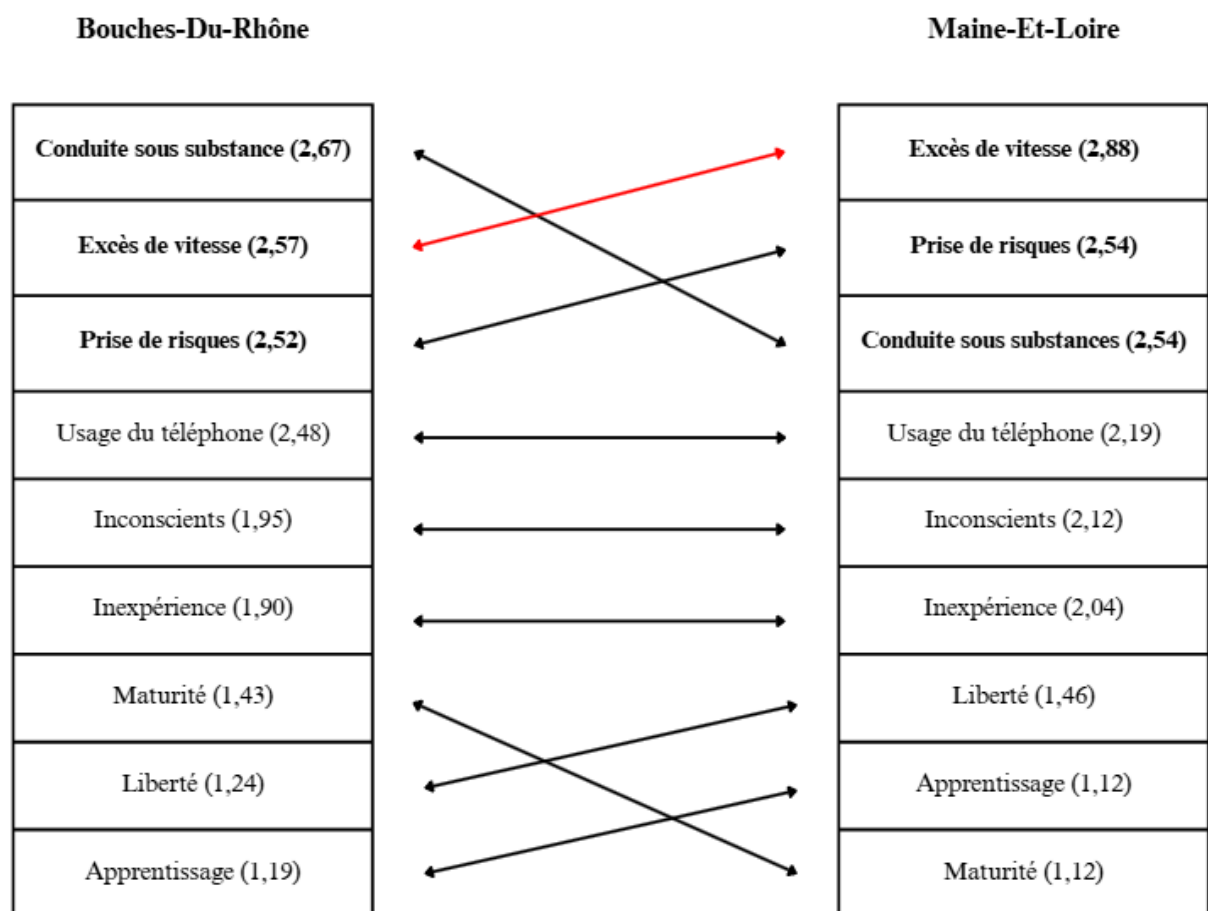 Bouches-Du-Rhône
Maine-Et-Loire
Conduite sous substance (2,67)
Excès de vitesse (2,88)
Excès de vitesse (2,57)
Prise de risques (2,54)
Prise de risques (2,52)
Conduite sous substances (2,54)
Usage du téléphone (2,48)
Usage du téléphone (2,19)
Inconscients (1,95)
Inconscients (2,12)
Inexpérience (1,90)
Inexpérience (2,04)
Maturité (1,43)
Liberté (1,46)
Liberté (1,24)
Apprentissage (1,12)
Apprentissage (1,19)
Maturité (1,12)